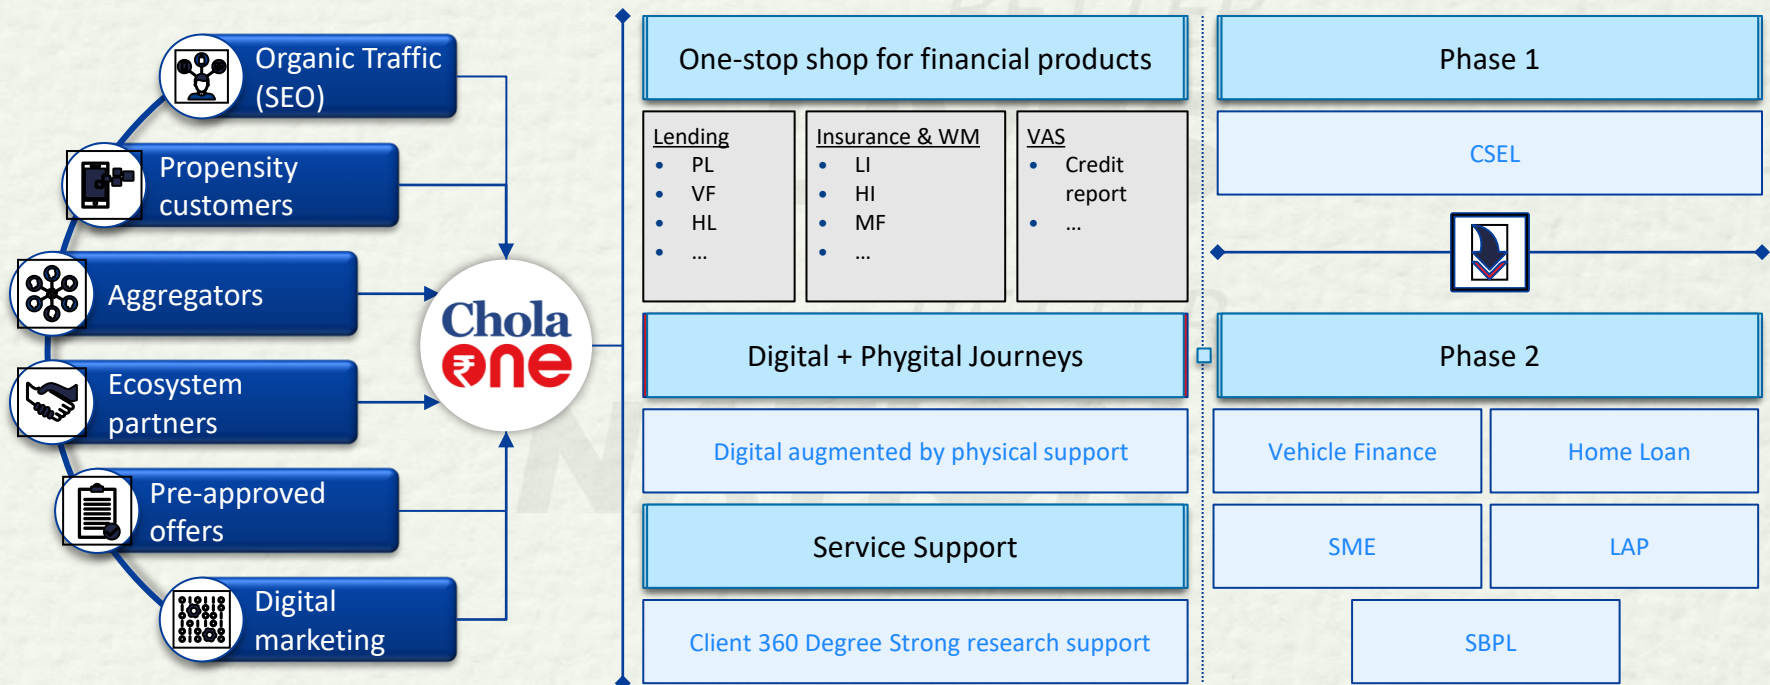 Organic Traffic
(SEO)
Propensity
customers
Aggregators
Ecosystem
partners
Pre-approved
offers
Digital
marketing
Chola
₹One
One-stop shop for financial products
Lending
• PL
• VF
• HL
• ...
Insurance & WM
• LI
• HI
• MF
• ...
VAS
• Credit
report
• ...
Digital + Phygital Journeys
Digital augmented by physical support
Service Support
Client 360 Degree Strong research support
Phase 1
CSEL
Phase 2
Vehicle Finance
Home Loan
SME
LAP
SBPL